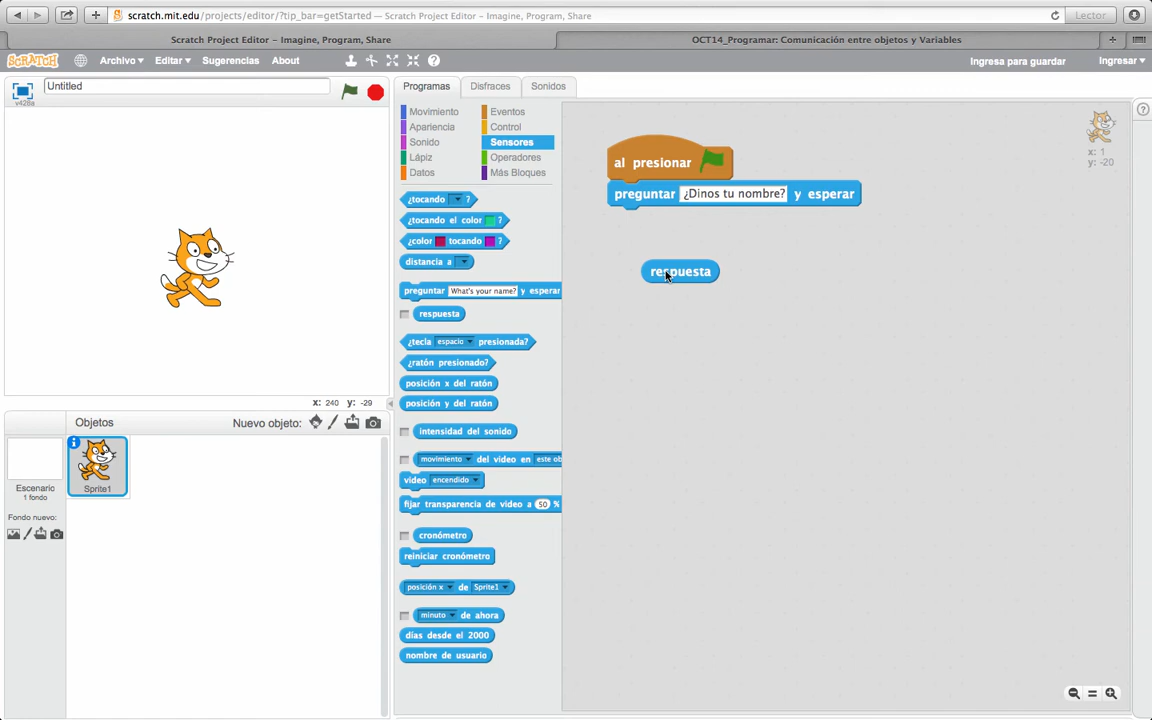 scratch.mit.edu/projects/editor/?tip_bar=getStarted — Scratch Project Editor - Imagine, Program, Share
Lector
Scratch Project Editor - Imagine, Program, Share
OCT14_Programar: Comunicación entre objetos y Variables
SCRATCH
Archivo
Editar
Sugerencias
About
Ingresa para guardar
Ingresar
v428a
Untitled
Programas
Disfraces
Sonidos
Movimiento
Eventos
Apariencia
Control
Sonido
Sensores
Lápiz
Operadores
Datos
Más Bloques
¿tocando ?
¿tocando el color ?
¿color tocando ?
distancia a
preguntar What's your name? y esperar
respuesta
¿tecla espacio presionada?
¿ratón presionado?
posición x del ratón
posición y del ratón
intensidad del sonido
movimiento del video en este ob
video encendido
fijar transparencia de video a 50 %
cronómetro
reiniciar cronómetro
posición x de Sprite1
minuto de ahora
días desde el 2000
nombre de usuario
al presionar
preguntar ¿Dinos tu nombre? y esperar
respuesta
x: 1
y: -20
x: 240 y: -29
Objetos
Nuevo objeto:
Escenario
1 fondo
Fondo nuevo:
Sprite1